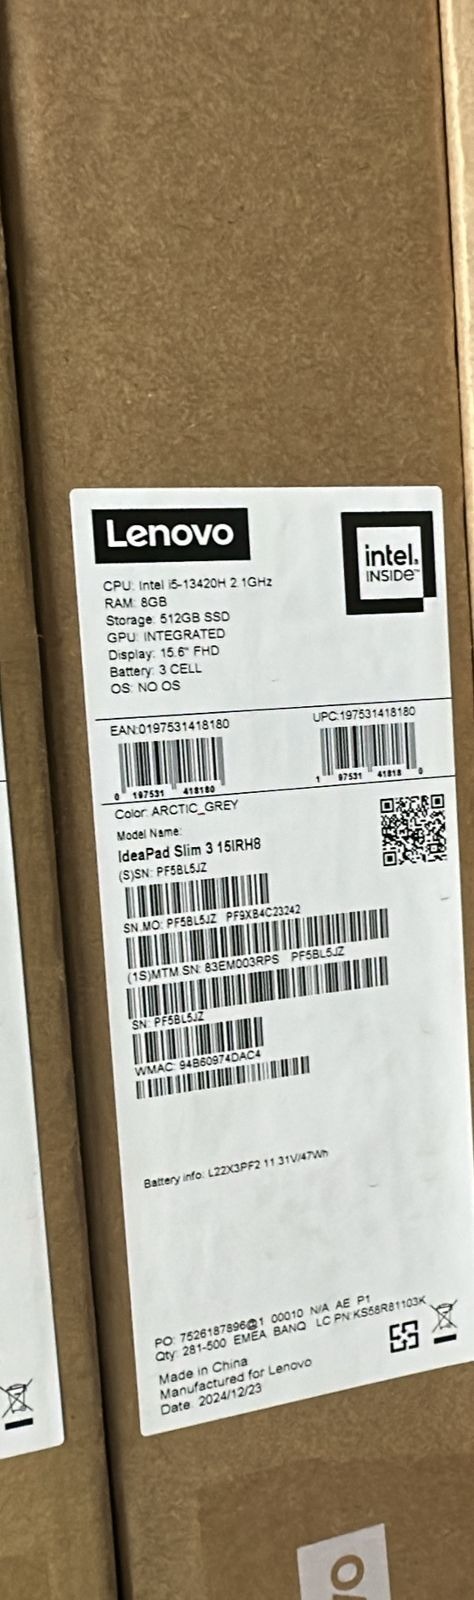 Lenovo
intel.
INSIDE™
CPU: Intel i5-13420H 2.1GHz
RAM: 8GB
Storage: 512GB SSD
GPU: INTEGRATED
Display: 15.6" FHD
Battery: 3 CELL
OS: NO OS
EAN:0197531418180
UPC:197531418180
0 197531 418180
1 97531 41818 0
Color: ARCTIC_GREY
Model Name:
IdeaPad Slim 3 15IRH8
(S)SN: PF5BL5JZ
SN.MO: PF5BL5JZ PF9XB4C23242
(1S)MTM.SN: 83EM003RPS PF5BL5JZ
SN: PF5BL5JZ
WMAC: 94B60974DAC4
Battery info: L22X3PF2 11.31V/47Wh
PO: 7526187896@1 00010 N/A AE P1
Qty: 281-500 EMEA BANQ LC PN:KS58R81103K
Made in China
Manufactured for Lenovo
Date: 2024/12/23
vo